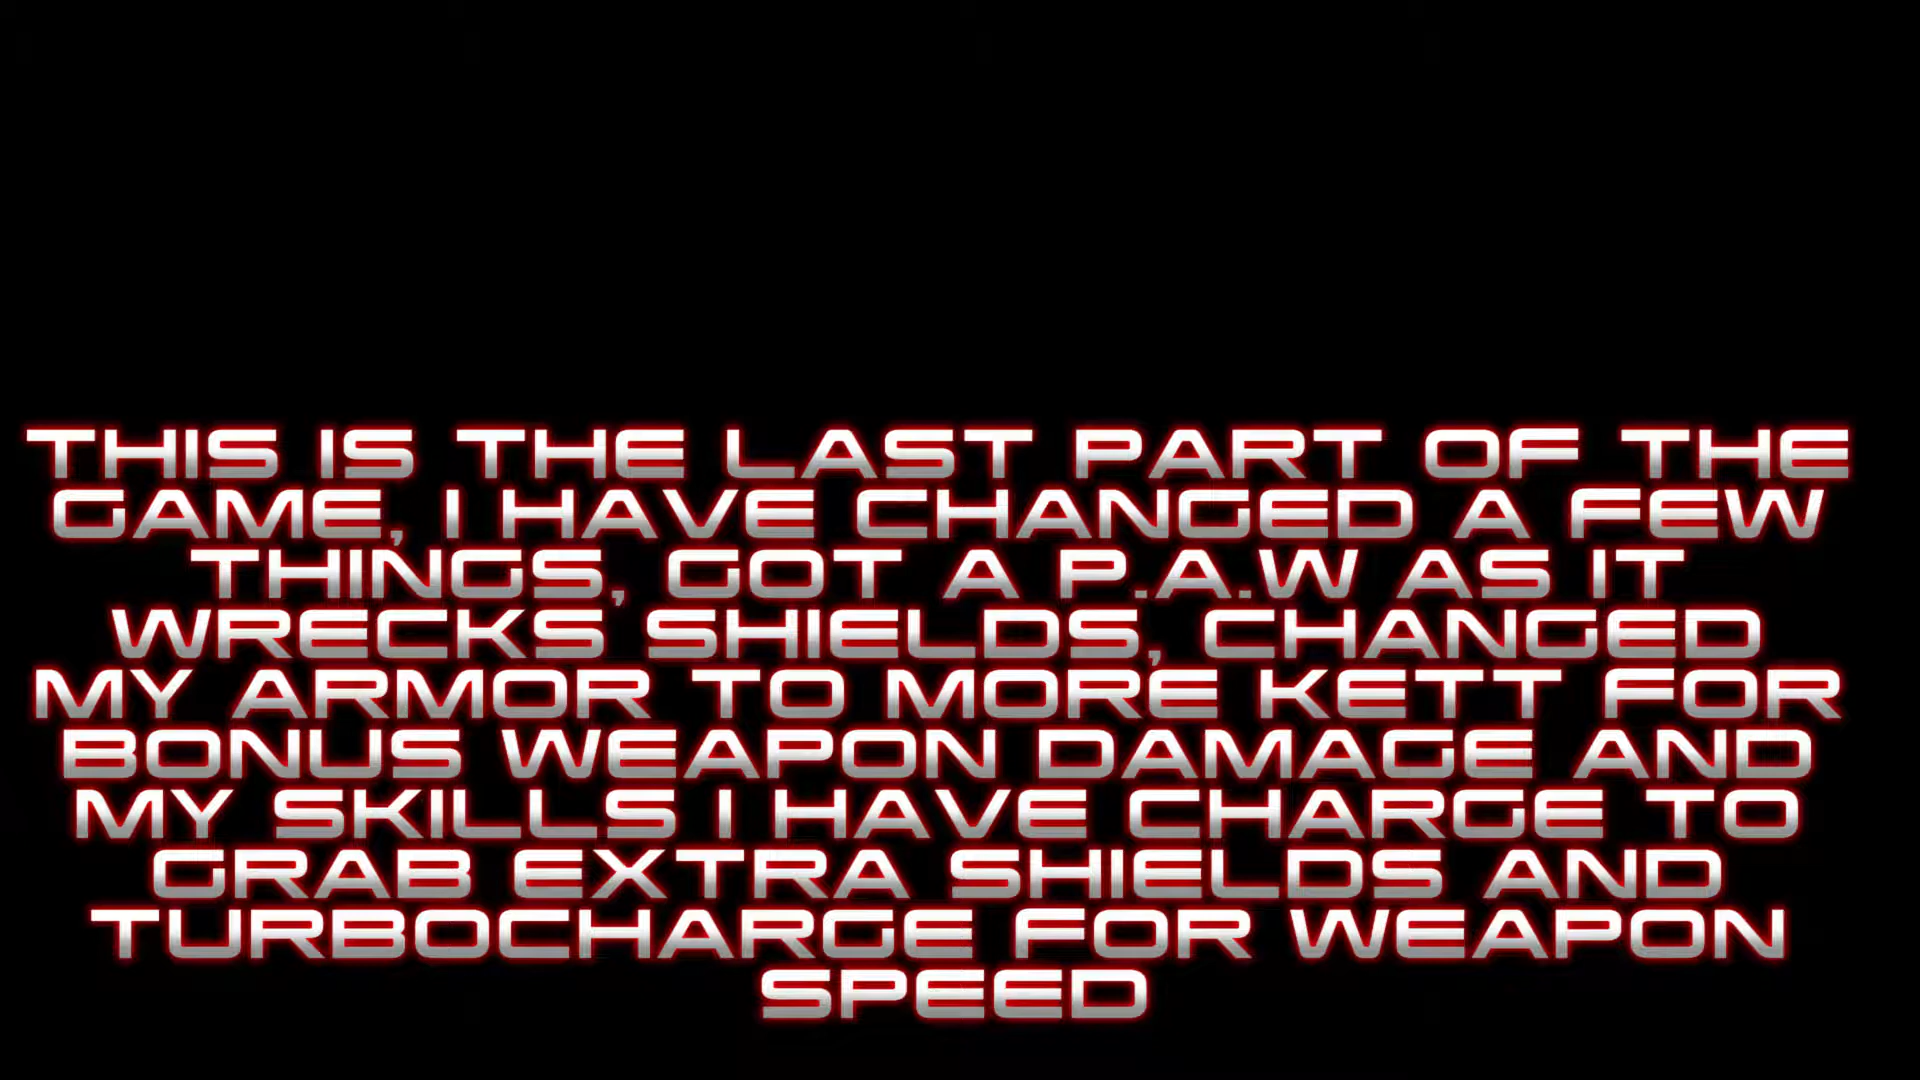 THIS IS THE LAST PART OF THE
GAME, I HAVE CHANGED A FEW
THINGS, GOT A P.A.W AS IT
WRECKS SHIELDS, CHANGED
MY ARMOR TO MORE KETT FOR
BONUS WEAPON DAMAGE AND
MY SKILLS I HAVE CHARGE TO
GRAB EXTRA SHIELDS AND
TURBOCHARGE FOR WEAPON
SPEED